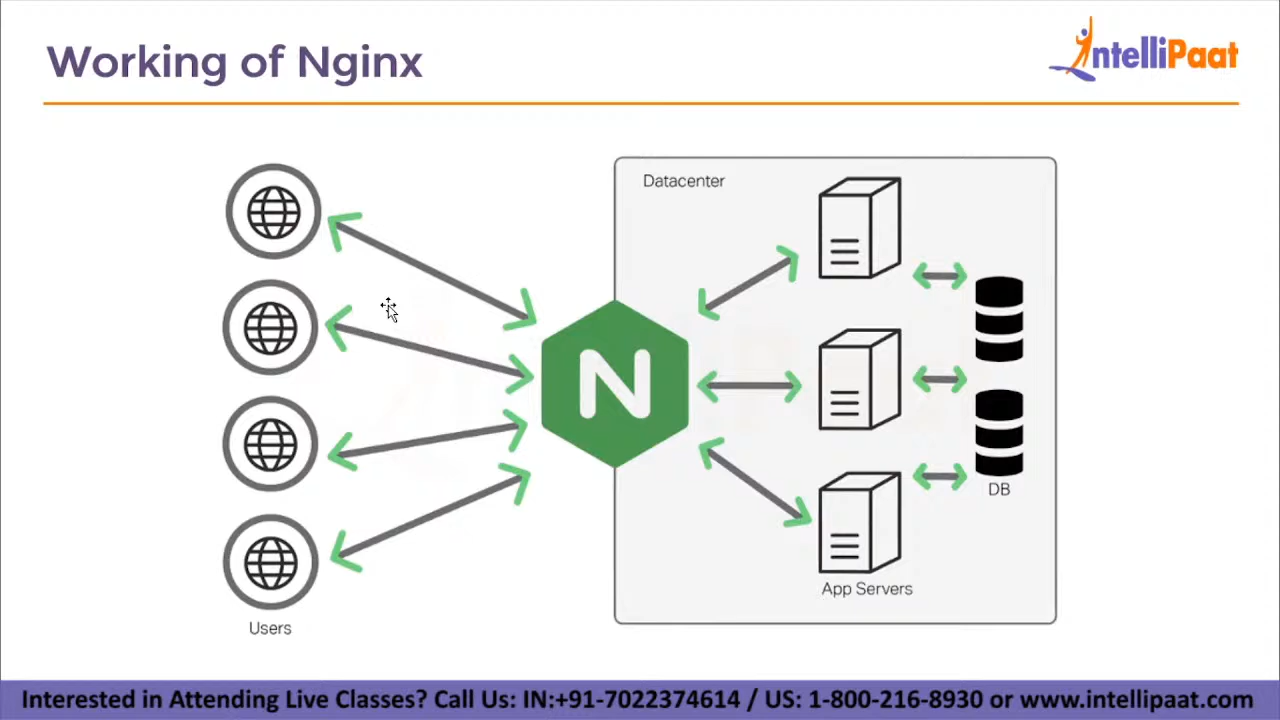 Working of Nginx
IntelliPaat
Datacenter
N
DB
App Servers
Users
Interested in Attending Live Classes? Call Us: IN:+91-7022374614 / US: 1-800-216-8930 or www.intellipaat.com